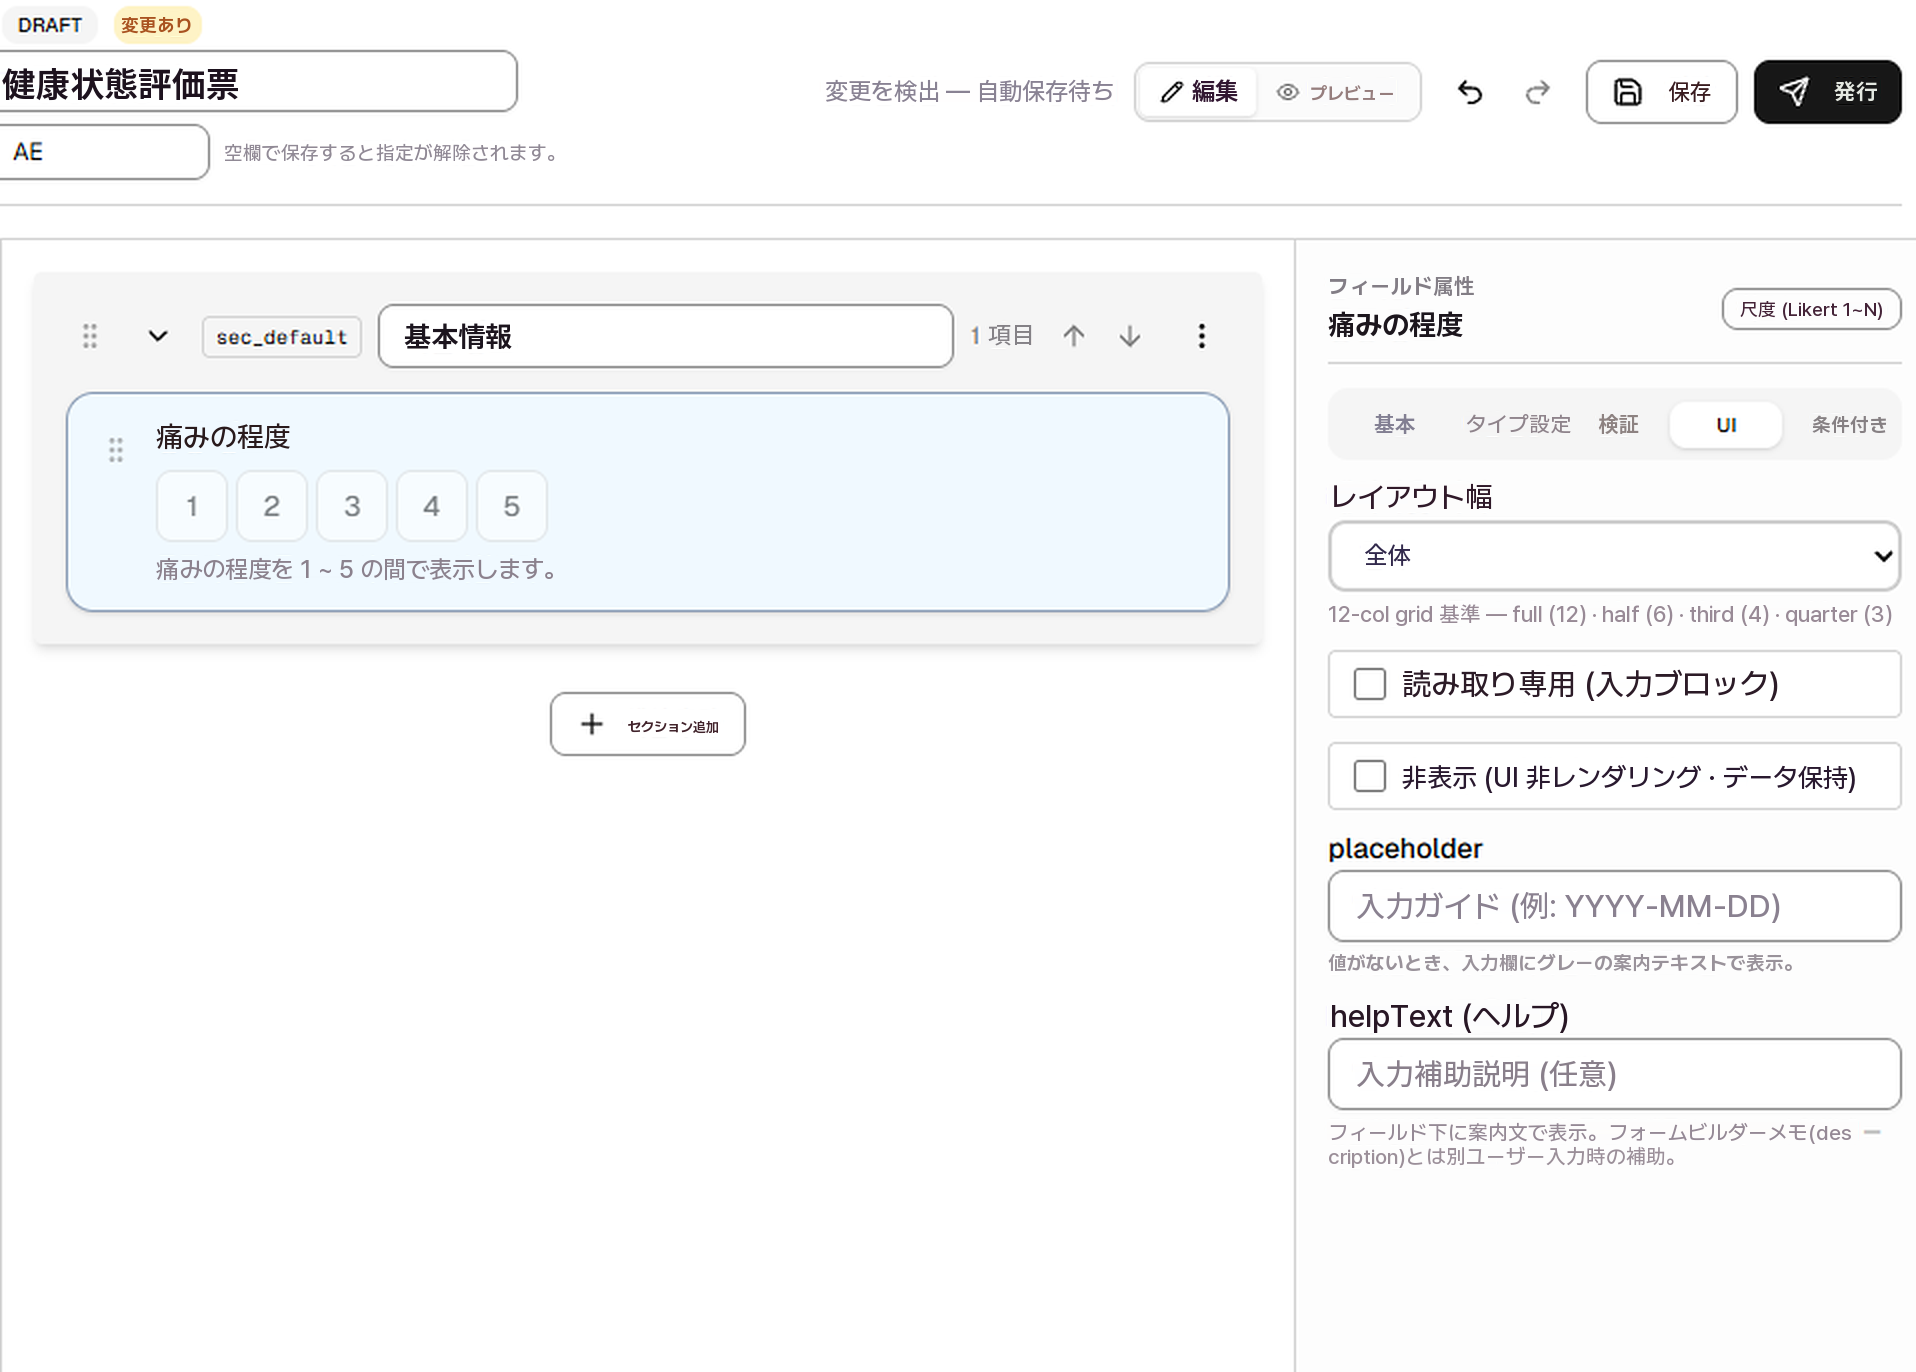 DRAFT 変更あり
健康状態評価票
変更を検出 — 自動保存待ち 編集 プレビュー 保存 発行
AE 空欄で保存すると指定が解除されます。
sec_default 基本情報 1 項目
痛みの程度
1 2 3 4 5
痛みの程度を 1 ~ 5 の間で表示します。
セクション追加
フィールド属性
痛みの程度
尺度 (Likert 1~N)
基本 タイプ設定 検証 UI 条件付き
レイアウト幅
全体
12-col grid 基準 — full (12) · half (6) · third (4) · quarter (3)
読み取り専用 (入力ブロック)
非表示 (UI 非レンダリング · データ保持)
placeholder
入力ガイド (例: YYYY-MM-DD)
値がないとき、入力欄にグレーの案内テキストで表示。
helpText (ヘルプ)
入力補助説明 (任意)
フィールド下に案内文で表示。フォームビルダーメモ(des —
cription)とは別ユーザー入力時の補助。